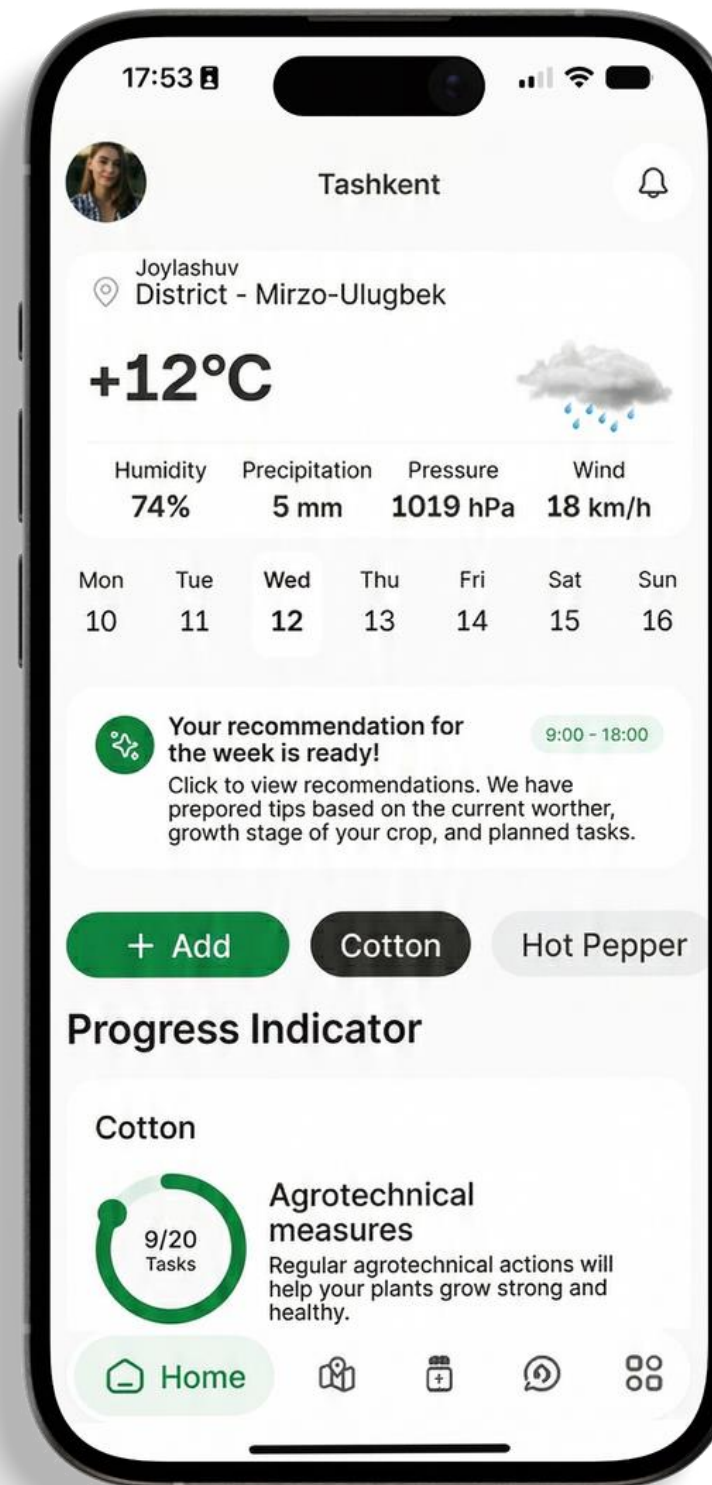 17:53
Tashkent
Joylashuv
District - Mirzo-Ulugbek
+12°C
Humidity Precipitation Pressure Wind
74% 5 mm 1019 hPa 18 km/h
Mon Tue Wed Thu Fri Sat Sun
10 11 12 13 14 15 16
Your recommendation for
the week is ready!
9:00 - 18:00
Click to view recomendations. We have
prepored tips based on the current worther,
growth stage of your crop, and planned tasks.
+ Add Cotton Hot Pepper
Progress Indicator
Cotton
9/20
Tasks
Agrotechnical
measures
Regular agrotechnical actions will
help your plants grow strong and
healthy.
Home